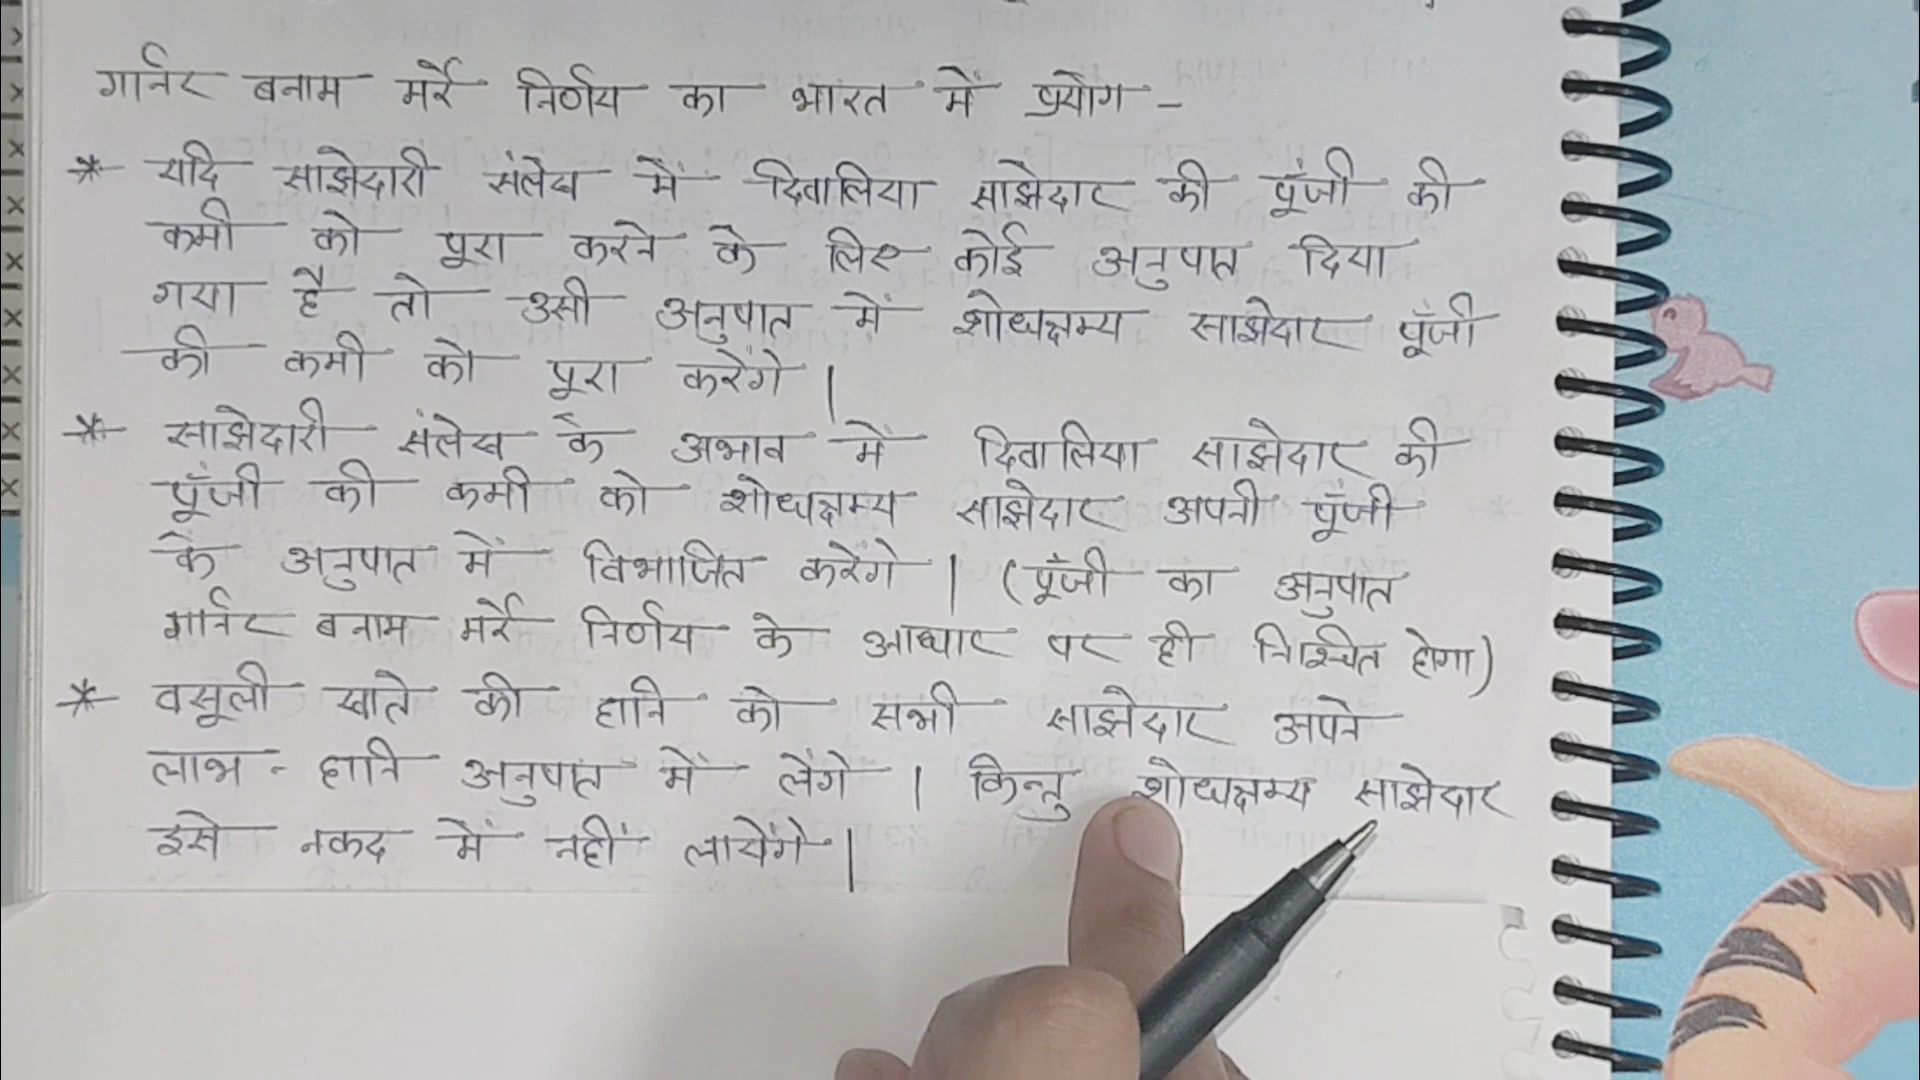 गार्नर बनाम मर्रे निर्णय का भारत में प्रयोग -
* यदि साझेदारी संलेख में दिवालिया साझेदार की पूँजी की
कमी को पूरा करने के लिए कोई अनुपात दिया
गया है तो उसी अनुपात में शोधक्षम्य साझेदार पूँजी
की कमी को पूरा करेंगे |
* साझेदारी संलेख के अभाव में दिवालिया साझेदार की
पूँजी की कमी को शोधक्षम्य साझेदार अपनी पूँजी
के अनुपात में विभाजित करेंगे | (पूँजी का अनुपात
गार्नर बनाम मर्रे निर्णय के आधार पर ही निश्चित होगा)
* वसूली खाते की हानि को सभी साझेदार अपने
लाभ - हानि अनुपात में लेंगे | किन्तु शोधक्षम्य साझेदार
इसे नकद में नहीं लायेंगे |